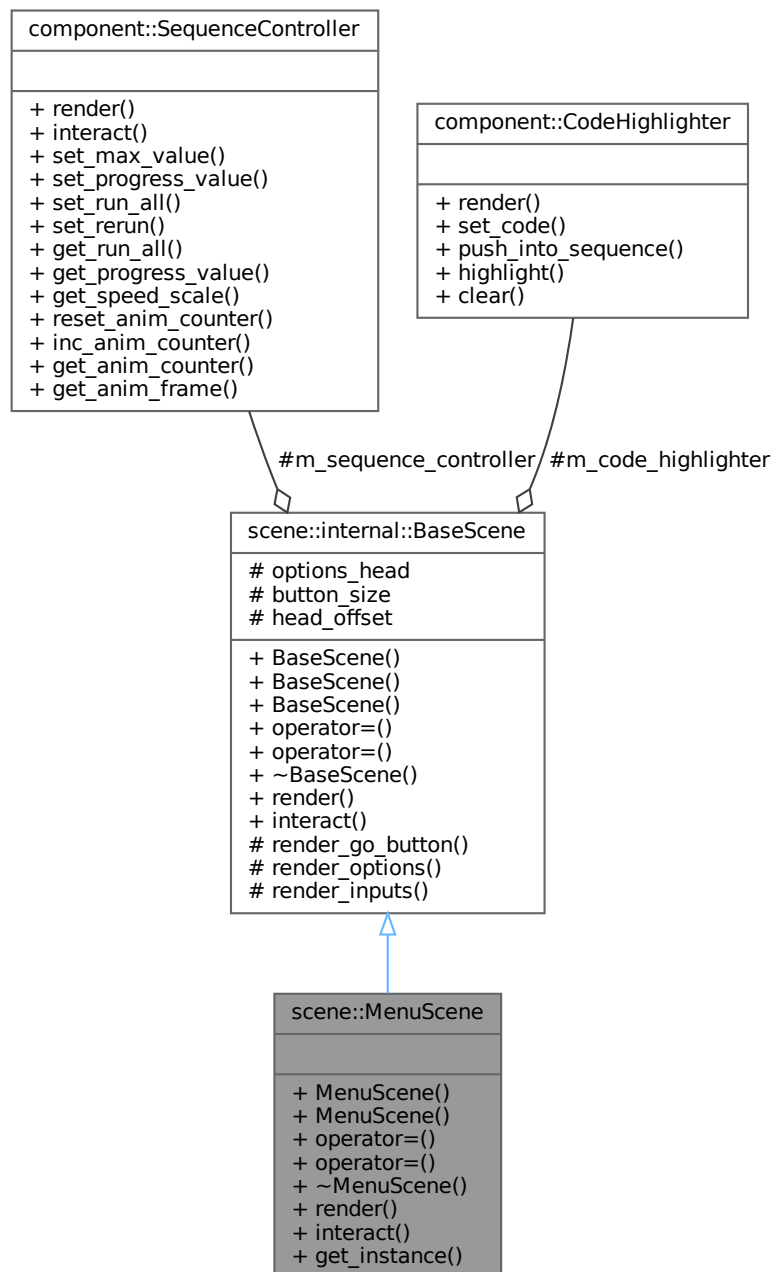 component::SequenceController
+ render()
+ interact()
+ set_max_value()
+ set_progress_value()
+ set_run_all()
+ set_rerun()
+ get_run_all()
+ get_progress_value()
+ get_speed_scale()
+ reset_anim_counter()
+ inc_anim_counter()
+ get_anim_counter()
+ get_anim_frame()
component::CodeHighlighter
+ render()
+ set_code()
+ push_into_sequence()
+ highlight()
+ clear()
#m_sequence_controller
#m_code_highlighter
scene::internal::BaseScene
# options_head
# button_size
# head_offset
+ BaseScene()
+ BaseScene()
+ BaseScene()
+ operator=()
+ operator=()
+ ~BaseScene()
+ render()
+ interact()
# render_go_button()
# render_options()
# render_inputs()
scene::MenuScene
+ MenuScene()
+ MenuScene()
+ operator=()
+ operator=()
+ ~MenuScene()
+ render()
+ interact()
+ get_instance()